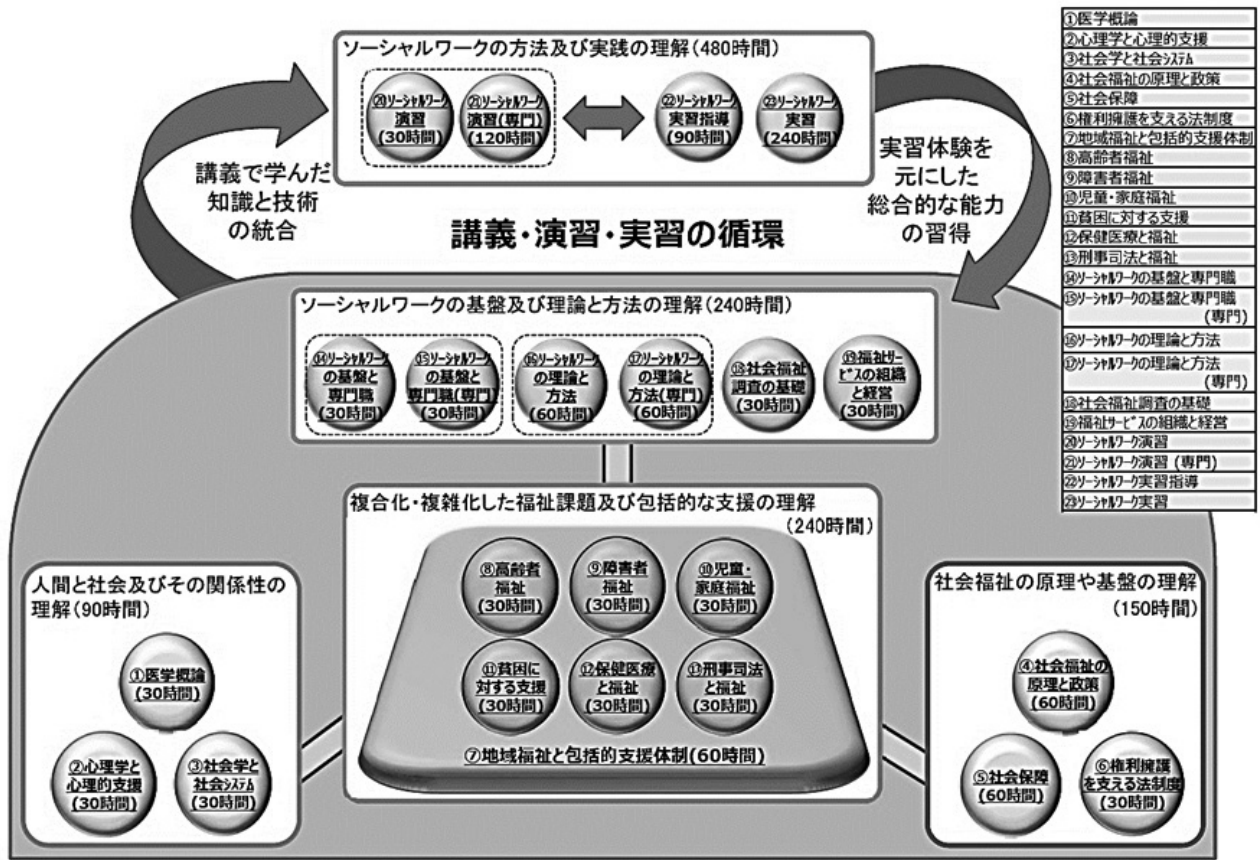 ソーシャルワークの方法及び実践の理解(480時間)
⑳ソーシャルワーク
演習
(30時間)
㉑ソーシャルワーク
演習(専門)
(120時間)
㉒ソーシャルワーク
実習指導
(90時間)
㉓ソーシャルワーク
実習
(240時間)
講義で学んだ
知識と技術
の統合
実習体験を
元にした
総合的な能力
の習得
講義・演習・実習の循環
ソーシャルワークの基盤及び理論と方法の理解(240時間)
⑭ソーシャルワーク
の基盤と
専門職
(30時間)
⑮ソーシャルワーク
の基盤と
専門職(専門)
(30時間)
⑯ソーシャルワーク
の理論と
方法
(60時間)
⑰ソーシャルワーク
の理論と
方法(専門)
(60時間)
⑱社会福祉
調査の基礎
(30時間)
⑲福祉サー
ビスの組織
と経営
(30時間)
複合化・複雑化した福祉課題及び包括的な支援の理解
(240時間)
⑧高齢者
福祉
(30時間)
⑨障害者
福祉
(30時間)
⑩児童・
家庭福祉
(30時間)
⑪貧困に
対する支援
(30時間)
⑫保健医療
と福祉
(30時間)
⑬刑事司法
と福祉
(30時間)
⑦地域福祉と包括的支援体制(60時間)
人間と社会及びその関係性の
理解(90時間)
①医学概論
(30時間)
②心理学と
心理的支援
(30時間)
③社会学と
社会システム
(30時間)
社会福祉の原理や基盤の理解
(150時間)
④社会福祉の
原理と政策
(60時間)
⑤社会保障
(60時間)
⑥権利擁護
を支える法制度
(30時間)
①医学概論
②心理学と心理的支援
③社会学と社会システム
④社会福祉の原理と政策
⑤社会保障
⑥権利擁護を支える法制度
⑦地域福祉と包括的支援体制
⑧高齢者福祉
⑨障害者福祉
⑩児童・家庭福祉
⑪貧困に対する支援
⑫保健医療と福祉
⑬刑事司法と福祉
⑭ソーシャルワークの基盤と専門職
⑮ソーシャルワークの基盤と専門職
(専門)
⑯ソーシャルワークの理論と方法
⑰ソーシャルワークの理論と方法
(専門)
⑱社会福祉調査の基礎
⑲福祉サービスの組織と経営
⑳ソーシャルワーク演習
㉑ソーシャルワーク演習 (専門)
㉒ソーシャルワーク実習指導
㉓ソーシャルワーク実習